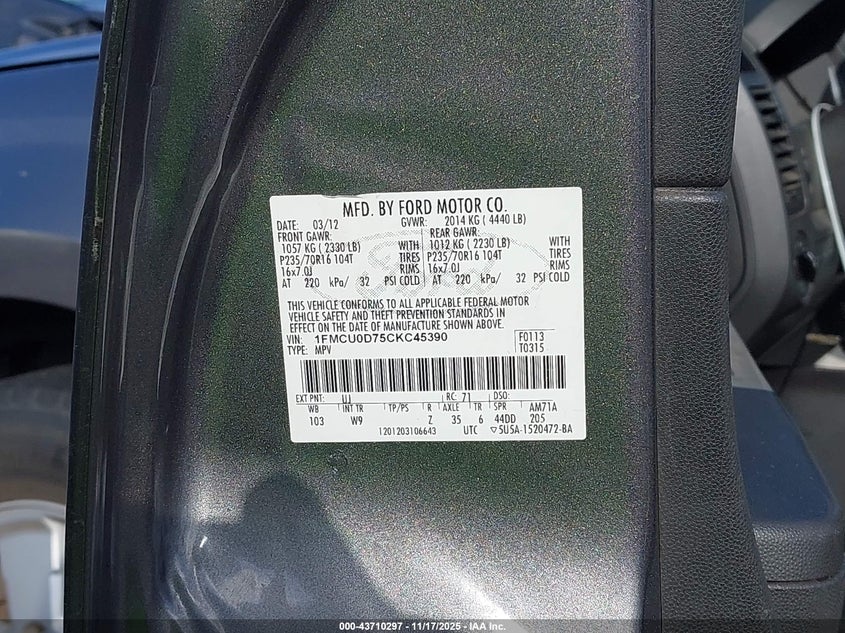 MFD. BY FORD MOTOR CO.
DATE: 03/12 GVWR: 2014 KG ( 4440 LB)
FRONT GAWR: REAR GAWR:
1057 KG ( 2330 LB) WITH 1012 KG ( 2230 LB) WITH
P235/70R16 104T TIRES P235/70R16 104T TIRES
16x7.0J RIMS 16x7.0J RIMS
AT 220 kPa/ 32 PSI COLD AT 220 kPa/ 32 PSI COLD
THIS VEHICLE CONFORMS TO ALL APPLICABLE FEDERAL MOTOR
VEHICLE SAFETY AND THEFT PREVENTION STANDARDS IN
EFFECT ON THE DATE OF MANUFACTURE SHOWN ABOVE.
VIN: 1FMCU0D75CKC45390 F0113
TYPE: MPV T0315
EXT PNT: UJ RC: 71 DSO:
WB INT TR TP/PS R AXLE TR SPR AM71A
103 W9 Z 35 6 44DD 205
1201203106643 UTC ▽5U5A-1520472-BA
000-43710297 - 11/17/2025 - IAA Inc.